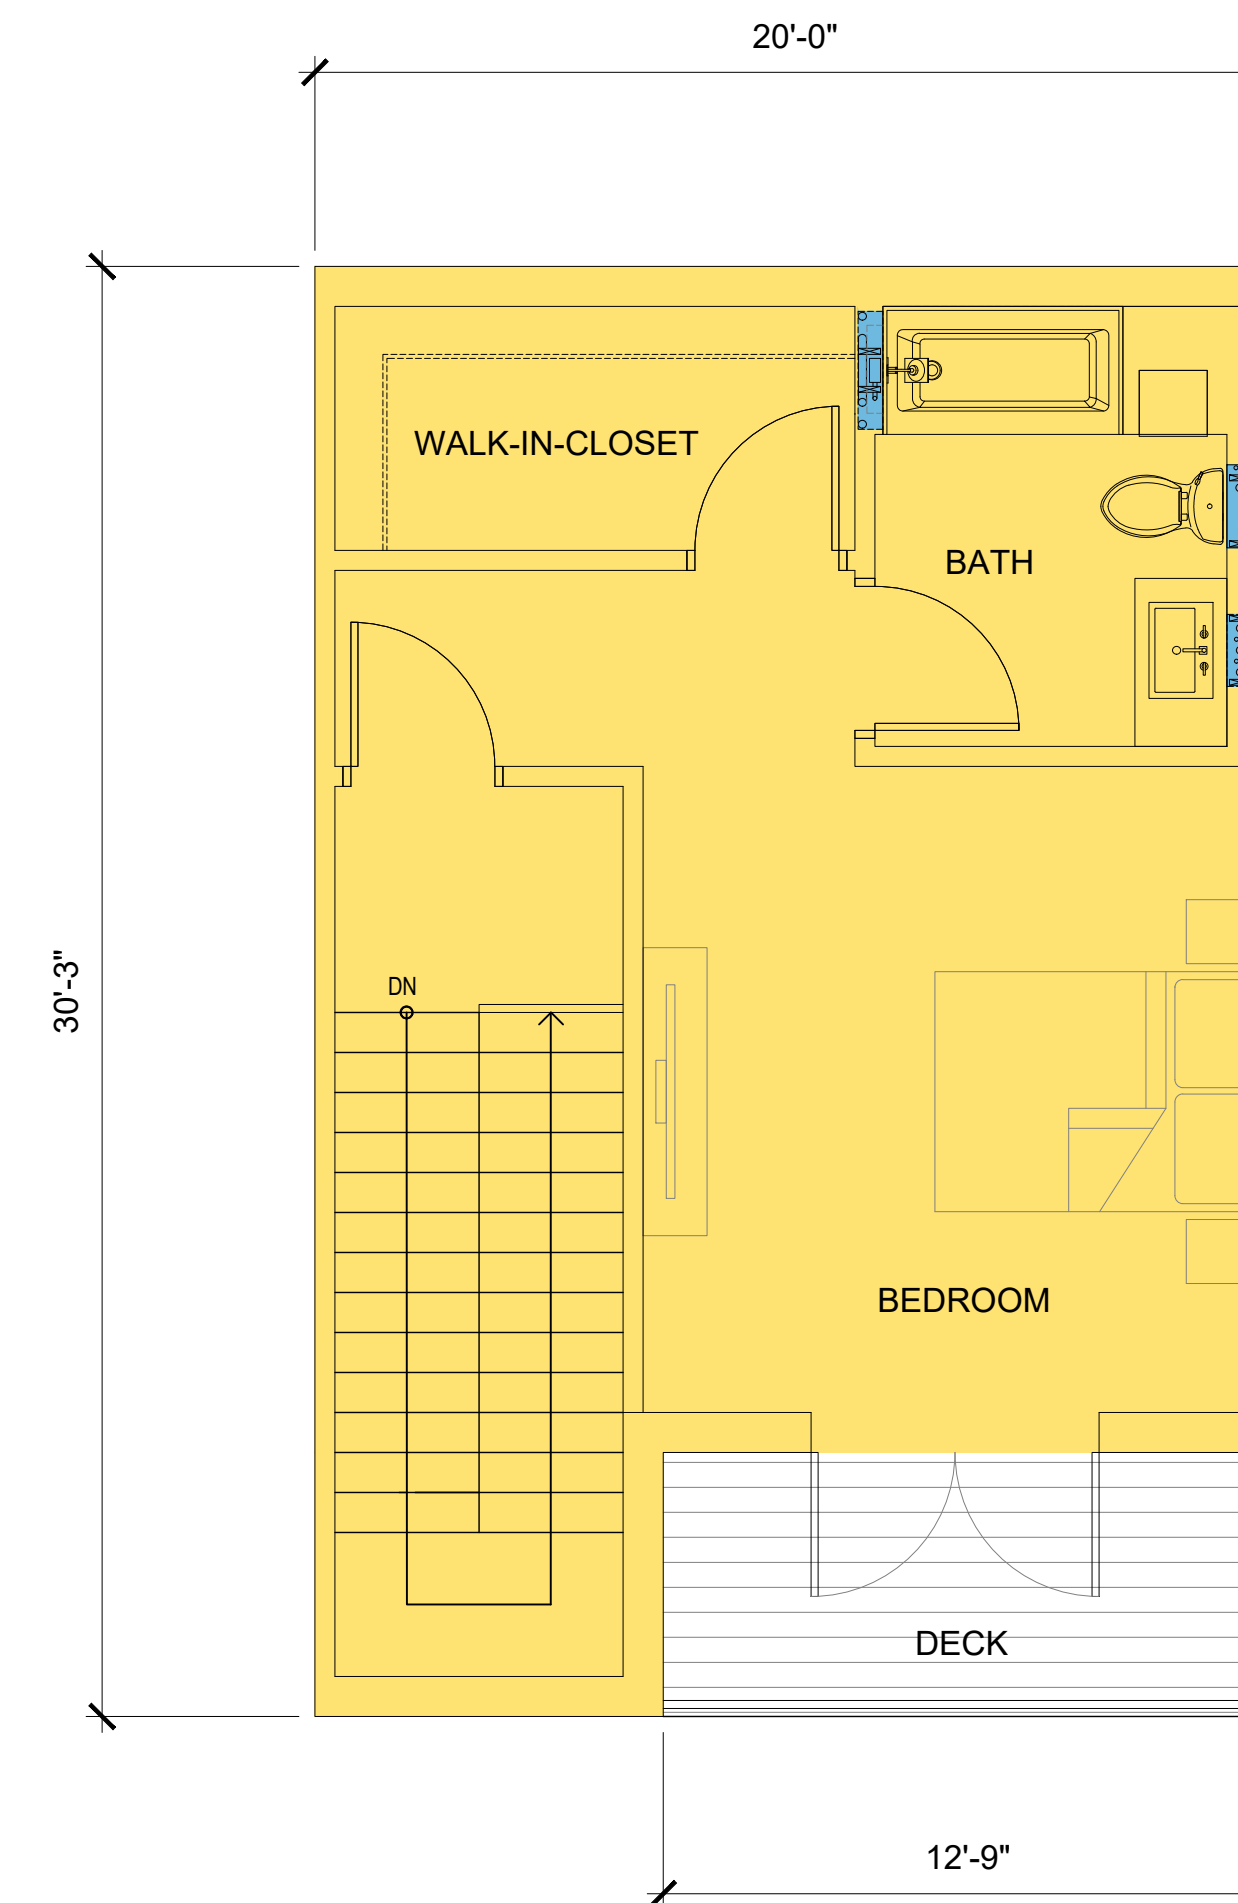 20'-0"
WALK-IN-CLOSET
BATH
30'-3"
DN
BEDROOM
DECK
12'-9"